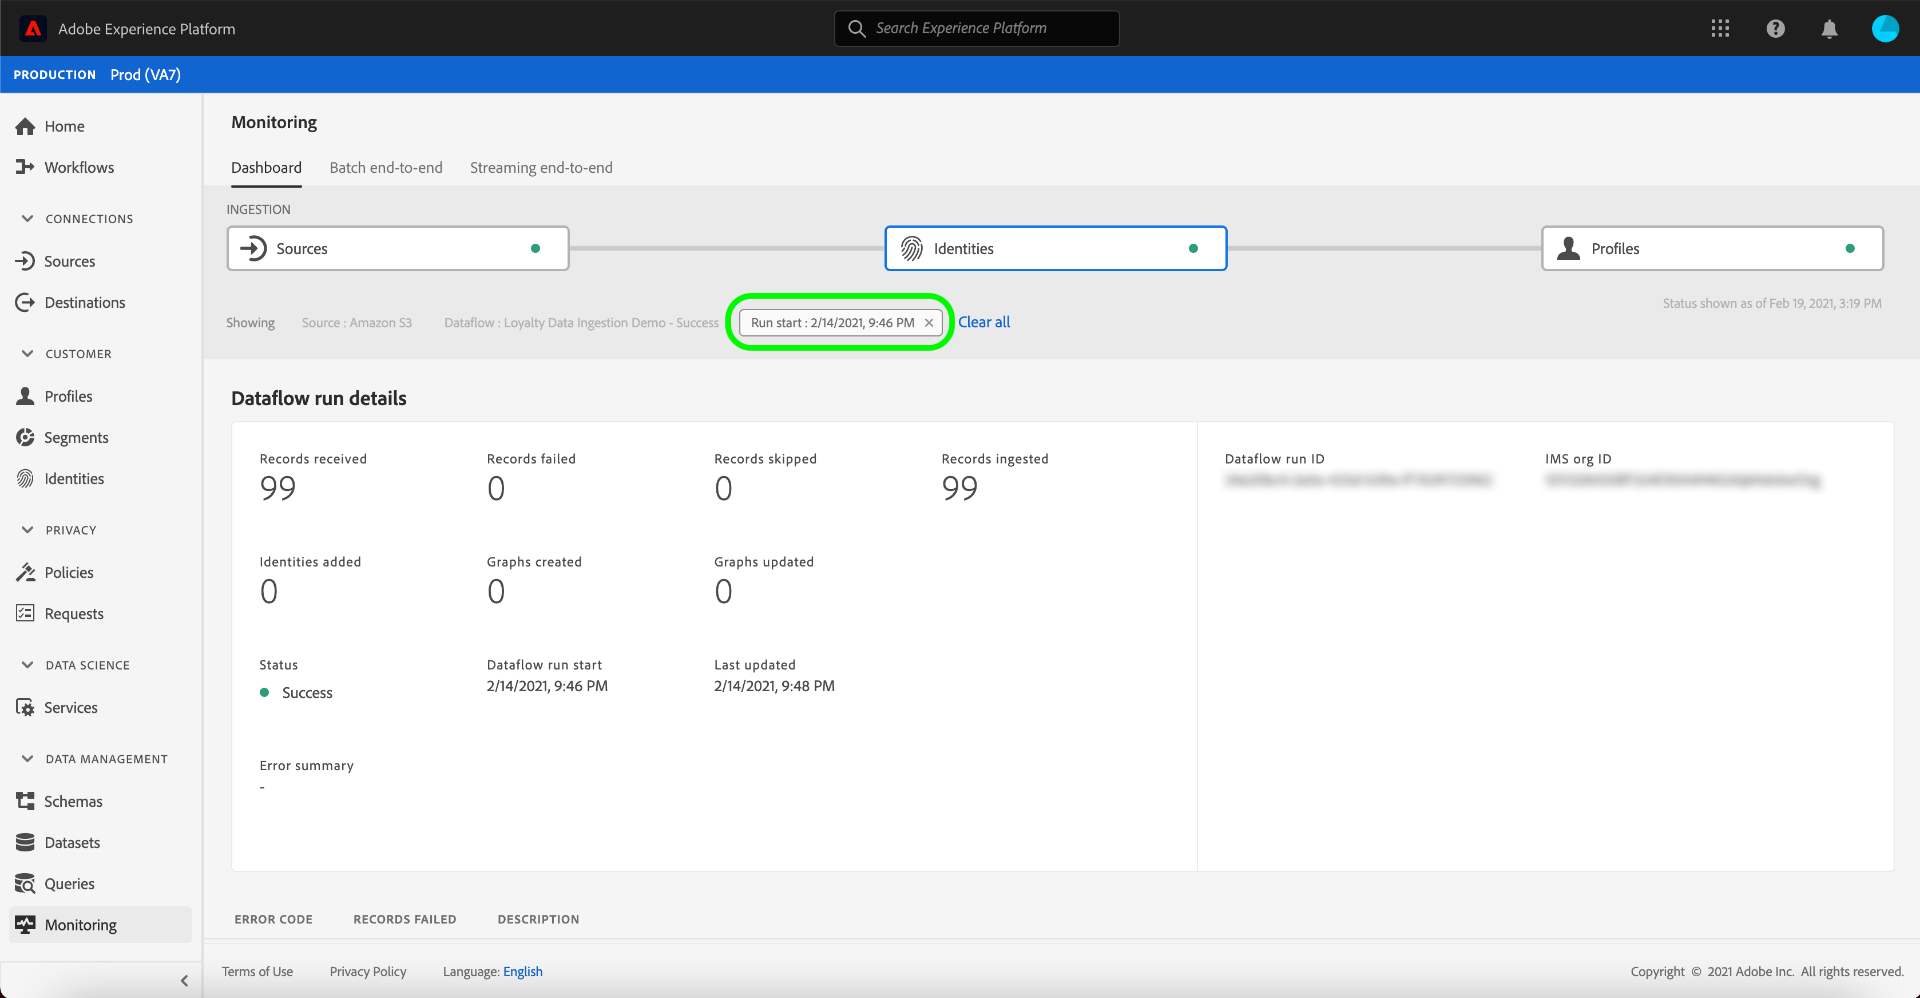 Adobe Experience Platform
Search Experience Platform
PRODUCTION Prod (VA7)
Home
Workflows
CONNECTIONS
Sources
Destinations
CUSTOMER
Profiles
Segments
Identities
PRIVACY
Policies
Requests
DATA SCIENCE
Services
DATA MANAGEMENT
Schemas
Datasets
Queries
Monitoring
Monitoring
Dashboard Batch end-to-end Streaming end-to-end
INGESTION
Sources Identities Profiles
Status shown as of Feb 19, 2021, 3:19 PM
Showing Source : Amazon S3 Dataflow : Loyalty Data Ingestion Demo - Success Run start : 2/14/2021, 9:46 PM × Clear all
Dataflow run details
Records received Records failed Records skipped Records ingested
99 0 0 99
Identities added Graphs created Graphs updated
0 0 0
Status Dataflow run start Last updated
Success 2/14/2021, 9:46 PM 2/14/2021, 9:48 PM
Error summary
-
Dataflow run ID IMS org ID
ERROR CODE RECORDS FAILED DESCRIPTION
Terms of Use Privacy Policy Language: English
Copyright © 2021 Adobe Inc. All rights reserved.